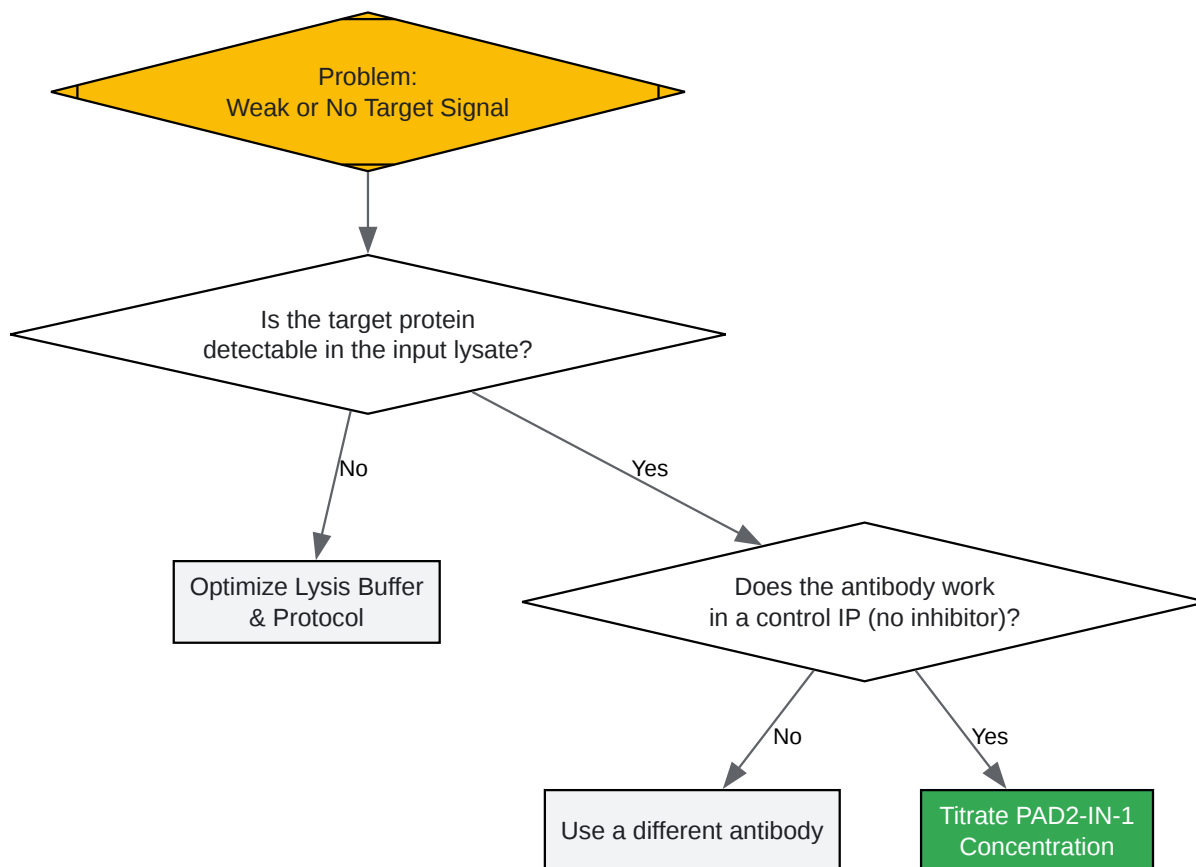 Problem:
Weak or No Target Signal
Is the target protein
detectable in the input lysate?
No
Yes
Optimize Lysis Buffer
& Protocol
Does the antibody work
in a control IP (no inhibitor)?
No
Yes
Use a different antibody
Titrate PAD2-IN-1
Concentration